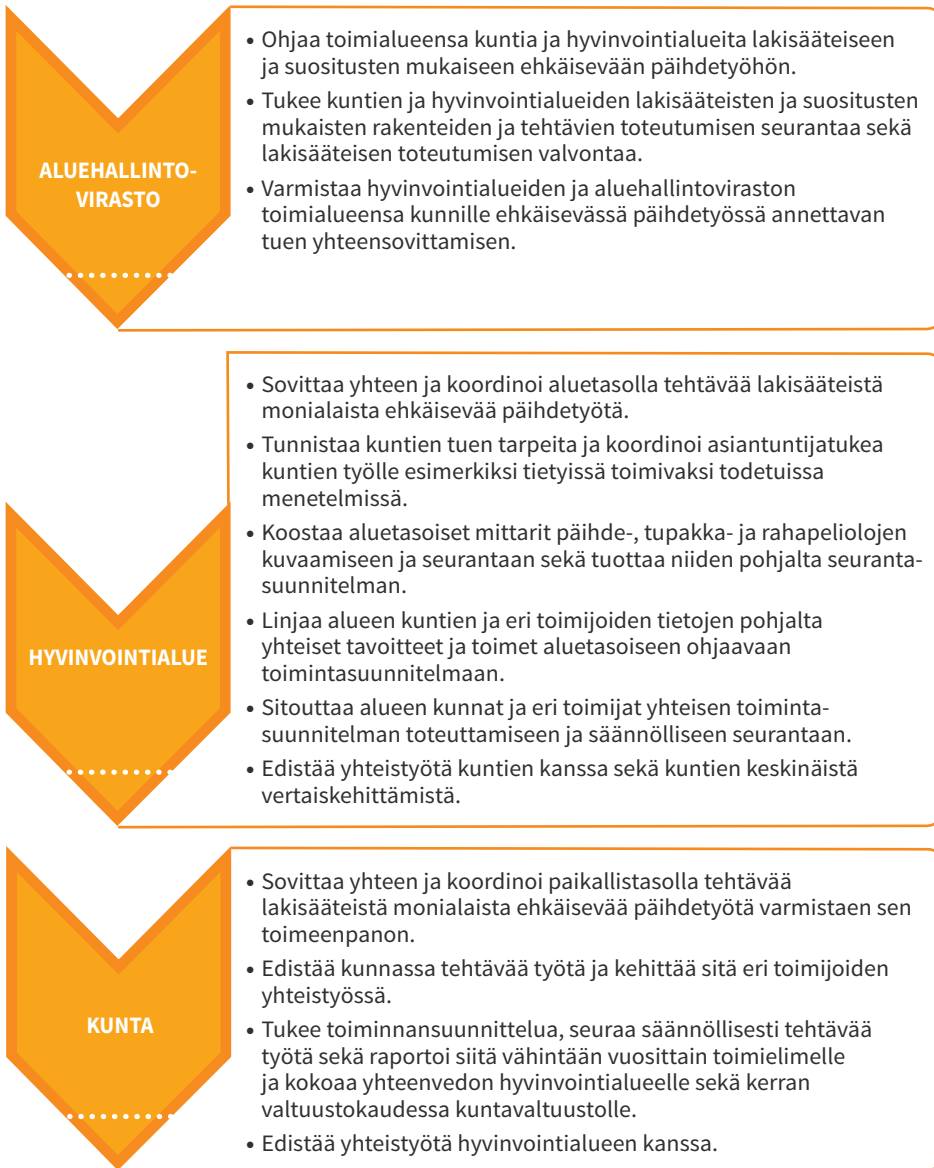 ALUEHALLINTO-
VIRASTO
• Ohjaa toimialueensa kuntia ja hyvinvointialueita lakisääteiseen
ja suositusten mukaiseen ehkäisevään päihdetyöhön.
• Tukee kuntien ja hyvinvointialueiden lakisääteisten ja suositusten
mukaisten rakenteiden ja tehtävien toteutumisen seurantaa sekä
lakisääteisen toteutumisen valvontaa.
• Varmistaa hyvinvointialueiden ja aluehallintoviraston
toimialueensa kunnille ehkäisevässä päihdetyössä annettavan
tuen yhteensovittamisen.
HYVINVOINTIALUE
• Sovittaa yhteen ja koordinoi aluetasolla tehtävää lakisääteistä
monialaista ehkäisevää päihdetyötä.
• Tunnistaa kuntien tuen tarpeita ja koordinoi asiantuntijatukea
kuntien työlle esimerkiksi tietyissä toimivaksi todetuissa
menetelmissä.
• Koostaa aluetasoiset mittarit päihde-, tupakka- ja rahapeliolojen
kuvaamiseen ja seurantaan sekä tuottaa niiden pohjalta seuranta-
suunnitelman.
• Linjaa alueen kuntien ja eri toimijoiden tietojen pohjalta
yhteiset tavoitteet ja toimet aluetasoiseen ohjaavaan
toimintasuunnitelmaan.
• Sitouttaa alueen kunnat ja eri toimijat yhteisen toiminta-
suunnitelman toteuttamiseen ja säännölliseen seurantaan.
• Edistää yhteistyötä kuntien kanssa sekä kuntien keskinäistä
vertaiskehittämistä.
KUNTA
• Sovittaa yhteen ja koordinoi paikallistasolla tehtävää
lakisääteistä monialaista ehkäisevää päihdetyötä varmistaen sen
toimeenpanon.
• Edistää kunnassa tehtävää työtä ja kehittää sitä eri toimijoiden
yhteistyössä.
• Tukee toiminnansuunnittelua, seuraa säännöllisesti tehtävää
työtä sekä raportoi siitä vähintään vuosittain toimielimelle
ja kokoaa yhteenvedon hyvinvointialueelle sekä kerran
valtuustokaudessa kuntavaltuustolle.
• Edistää yhteistyötä hyvinvointialueen kanssa.